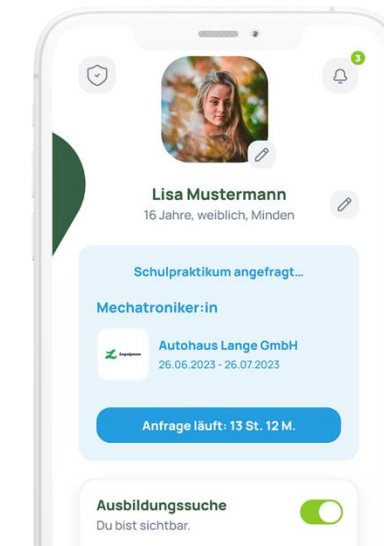 3
Lisa Mustermann
16 Jahre, weiblich, Minden
Schulpraktikum angefragt...
Mechatroniker:in
Autohaus Lange GmbH
26.06.2023 - 26.07.2023
Anfrage läuft: 13 St. 12 M.
Ausbildungssuche
Du bist sichtbar.